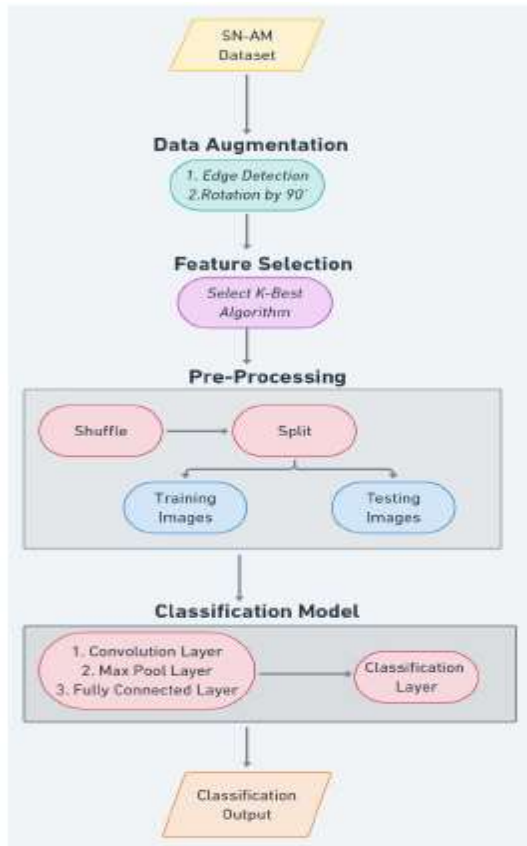 SN-AM
Dataset
Data Augmentation
1. Edge Detection
2.Rotation by 90°
Feature Selection
Select K-Best
Algorithm
Pre-Processing
Shuffle
Split
Training
Images
Testing
Images
Classification Model
1. Convolution Layer
2. Max Pool Layer
3. Fully Connected Layer
Classification
Layer
Classification
Output